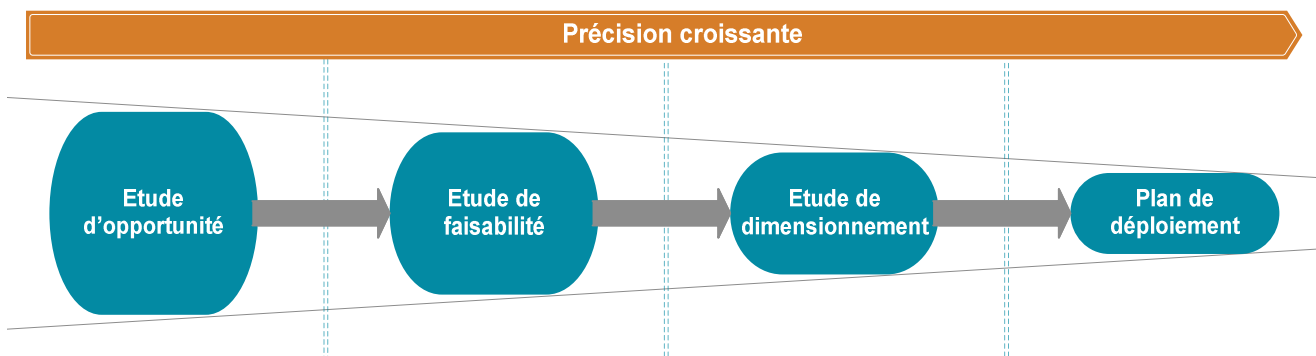 Précision croissante
Etude
d’opportunité
Etude de
faisabilité
Etude de
dimensionnement
Plan de
déploiement